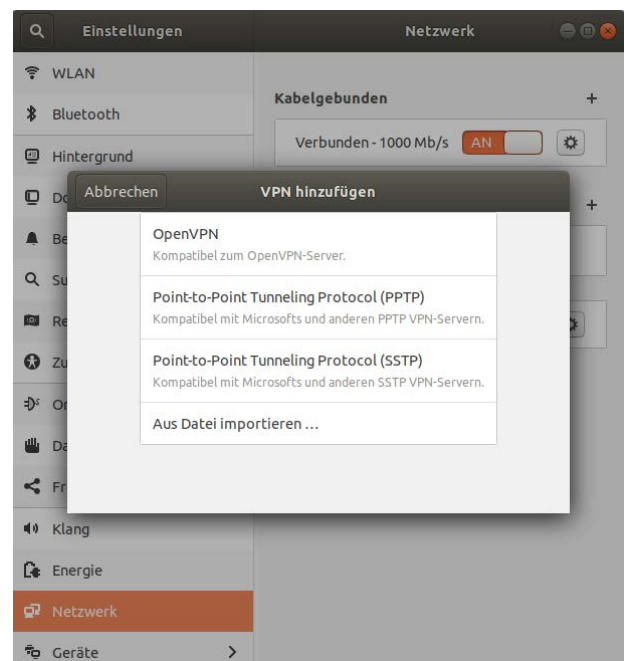 Einstellungen
Netzwerk
WLAN
Bluetooth
Hintergrund
Kabelgebunden
+
Verbunden - 1000 Mb/s AN
+
Abbrechen
VPN hinzufügen
OpenVPN
Kompatibel zum OpenVPN-Server.
Point-to-Point Tunneling Protocol (PPTP)
Kompatibel mit Microsofts und anderen PPTP VPN-Servern.
Point-to-Point Tunneling Protocol (SSTP)
Kompatibel mit Microsofts und anderen SSTP VPN-Servern.
Aus Datei importieren ...
Klang
Energie
Netzwerk
Geräte